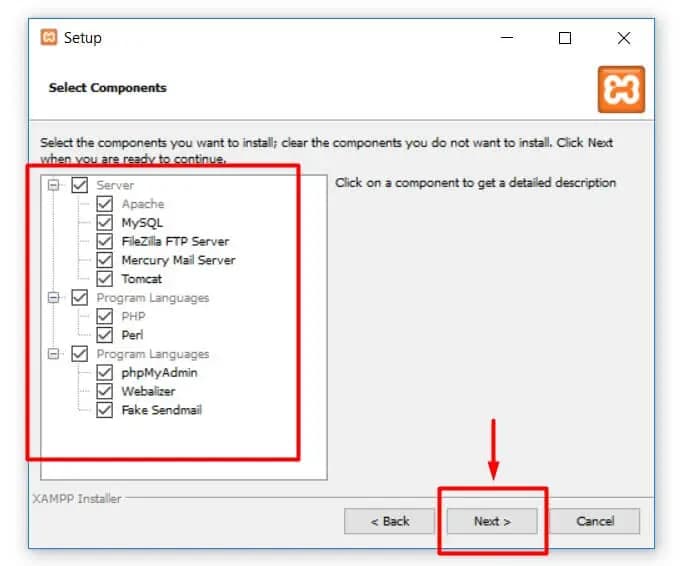 Setup
Select Components
Select the components you want to install; clear the components you do not want to install. Click Next
when you are ready to continue.
Server
Apache
MySQL
FileZilla FTP Server
Mercury Mail Server
Tomcat
Program Languages
PHP
Perl
Program Languages
phpMyAdmin
Webalizer
Fake Sendmail
Click on a component to get a detailed description
XAMPP Installer
< Back
Next >
Cancel